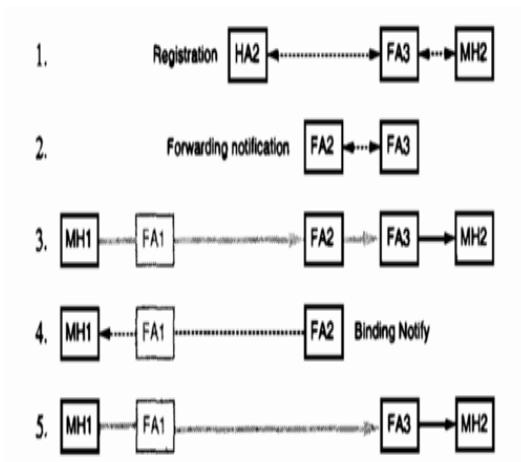 1. Registration HA2 FA3 MH2
2. Forwarding notification FA2 FA3
3. MH1 FA1 FA2 FA3 MH2
4. MH1 FA1 FA2 Binding Notify
5. MH1 FA1 FA3 MH2